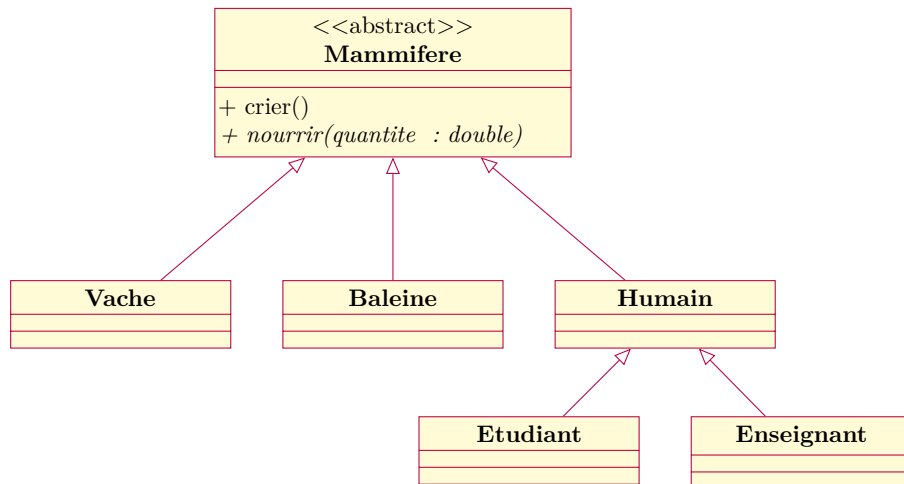 <<abstract>>
Mammifere
+ crier()
+ nourrir(quantite : double)
Vache
Baleine
Humain
Etudiant
Enseignant